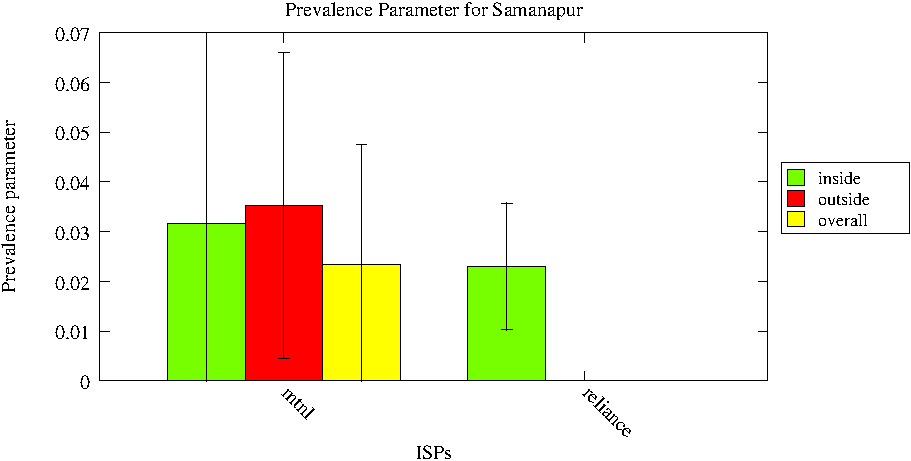 Prevalence Parameter for Samanapur
0.07
0.06
0.05
0.04
0.03
0.02
0.01
0
Prevalence parameter
mtnl
reliance
ISPs
inside
outside
overall